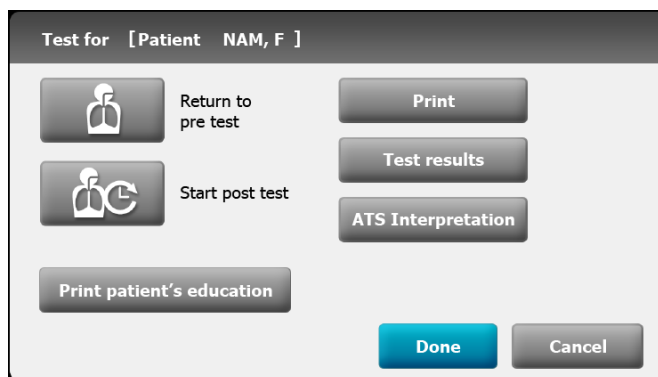 Test for [Patient NAM, F ]
Return to
pre test
Print
Test results
Start post test
ATS Interpretation
Print patient's education
Done
Cancel